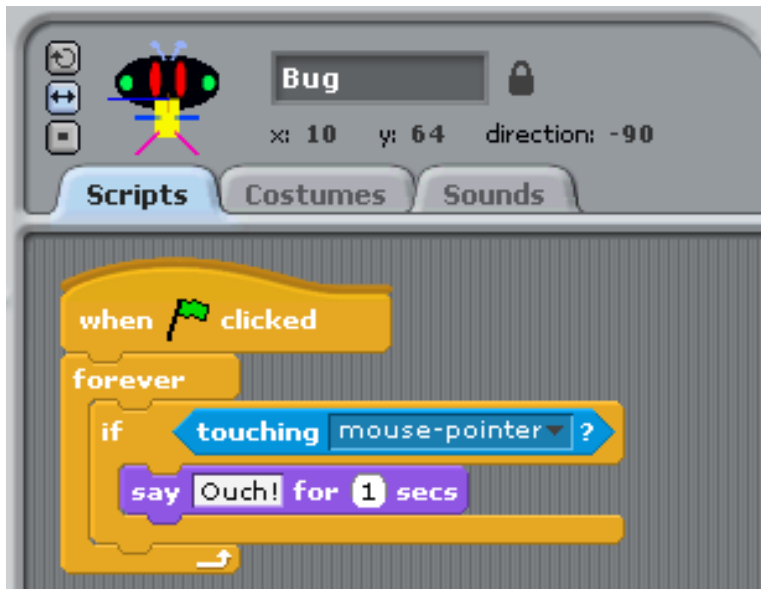 Bug
x: 10 y: 64 direction: -90
Scripts Costumes Sounds
when clicked
forever
if touching mouse-pointer ?
say Ouch! for 1 secs